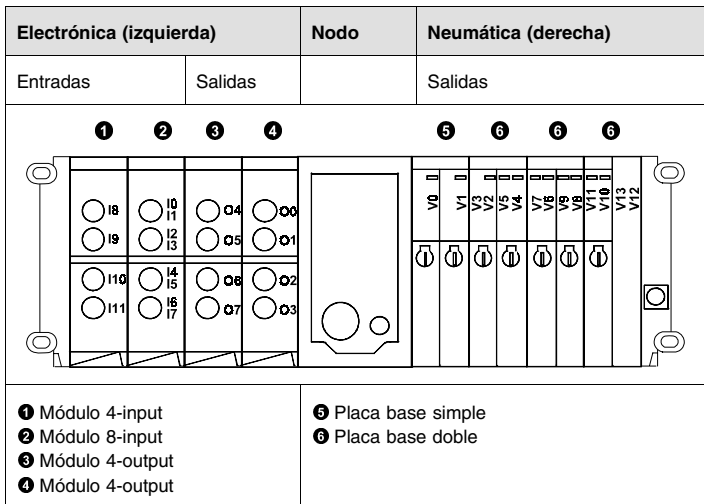 Electrónica (izquierda) Nodo Neumática (derecha)
Entradas Salidas Salidas
1 2 3 4 5 6 6 6
I8 I0 I1 O4 O0
I9 I2 I3 O5 O1
I10 I4 I5 O6 O2
I11 I6 I7 O7 O3
V0 V1 V3 V2 V5 V4 V7 V6 V9 V8 V11 V10 V13 V12
1 Módulo 4-input
2 Módulo 8-input
3 Módulo 4-output
4 Módulo 4-output
5 Placa base simple
6 Placa base doble